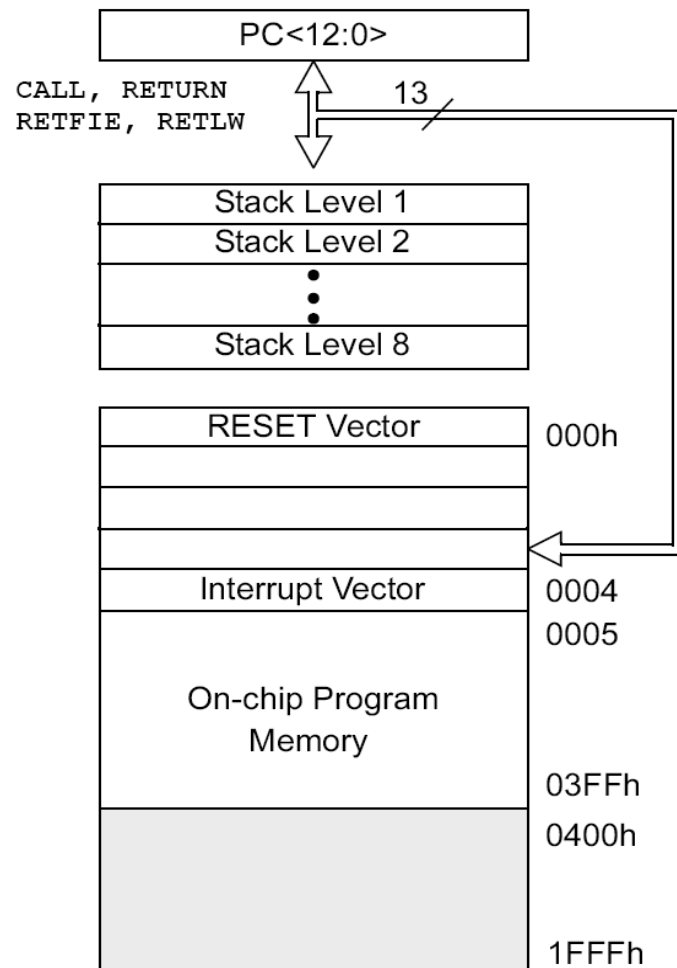 PC<12:0>
CALL, RETURN
RETFIE, RETLW
13
Stack Level 1
Stack Level 2
Stack Level 8
RESET Vector
000h
Interrupt Vector
0004
0005
On-chip Program
Memory
03FFh
0400h
1FFFh